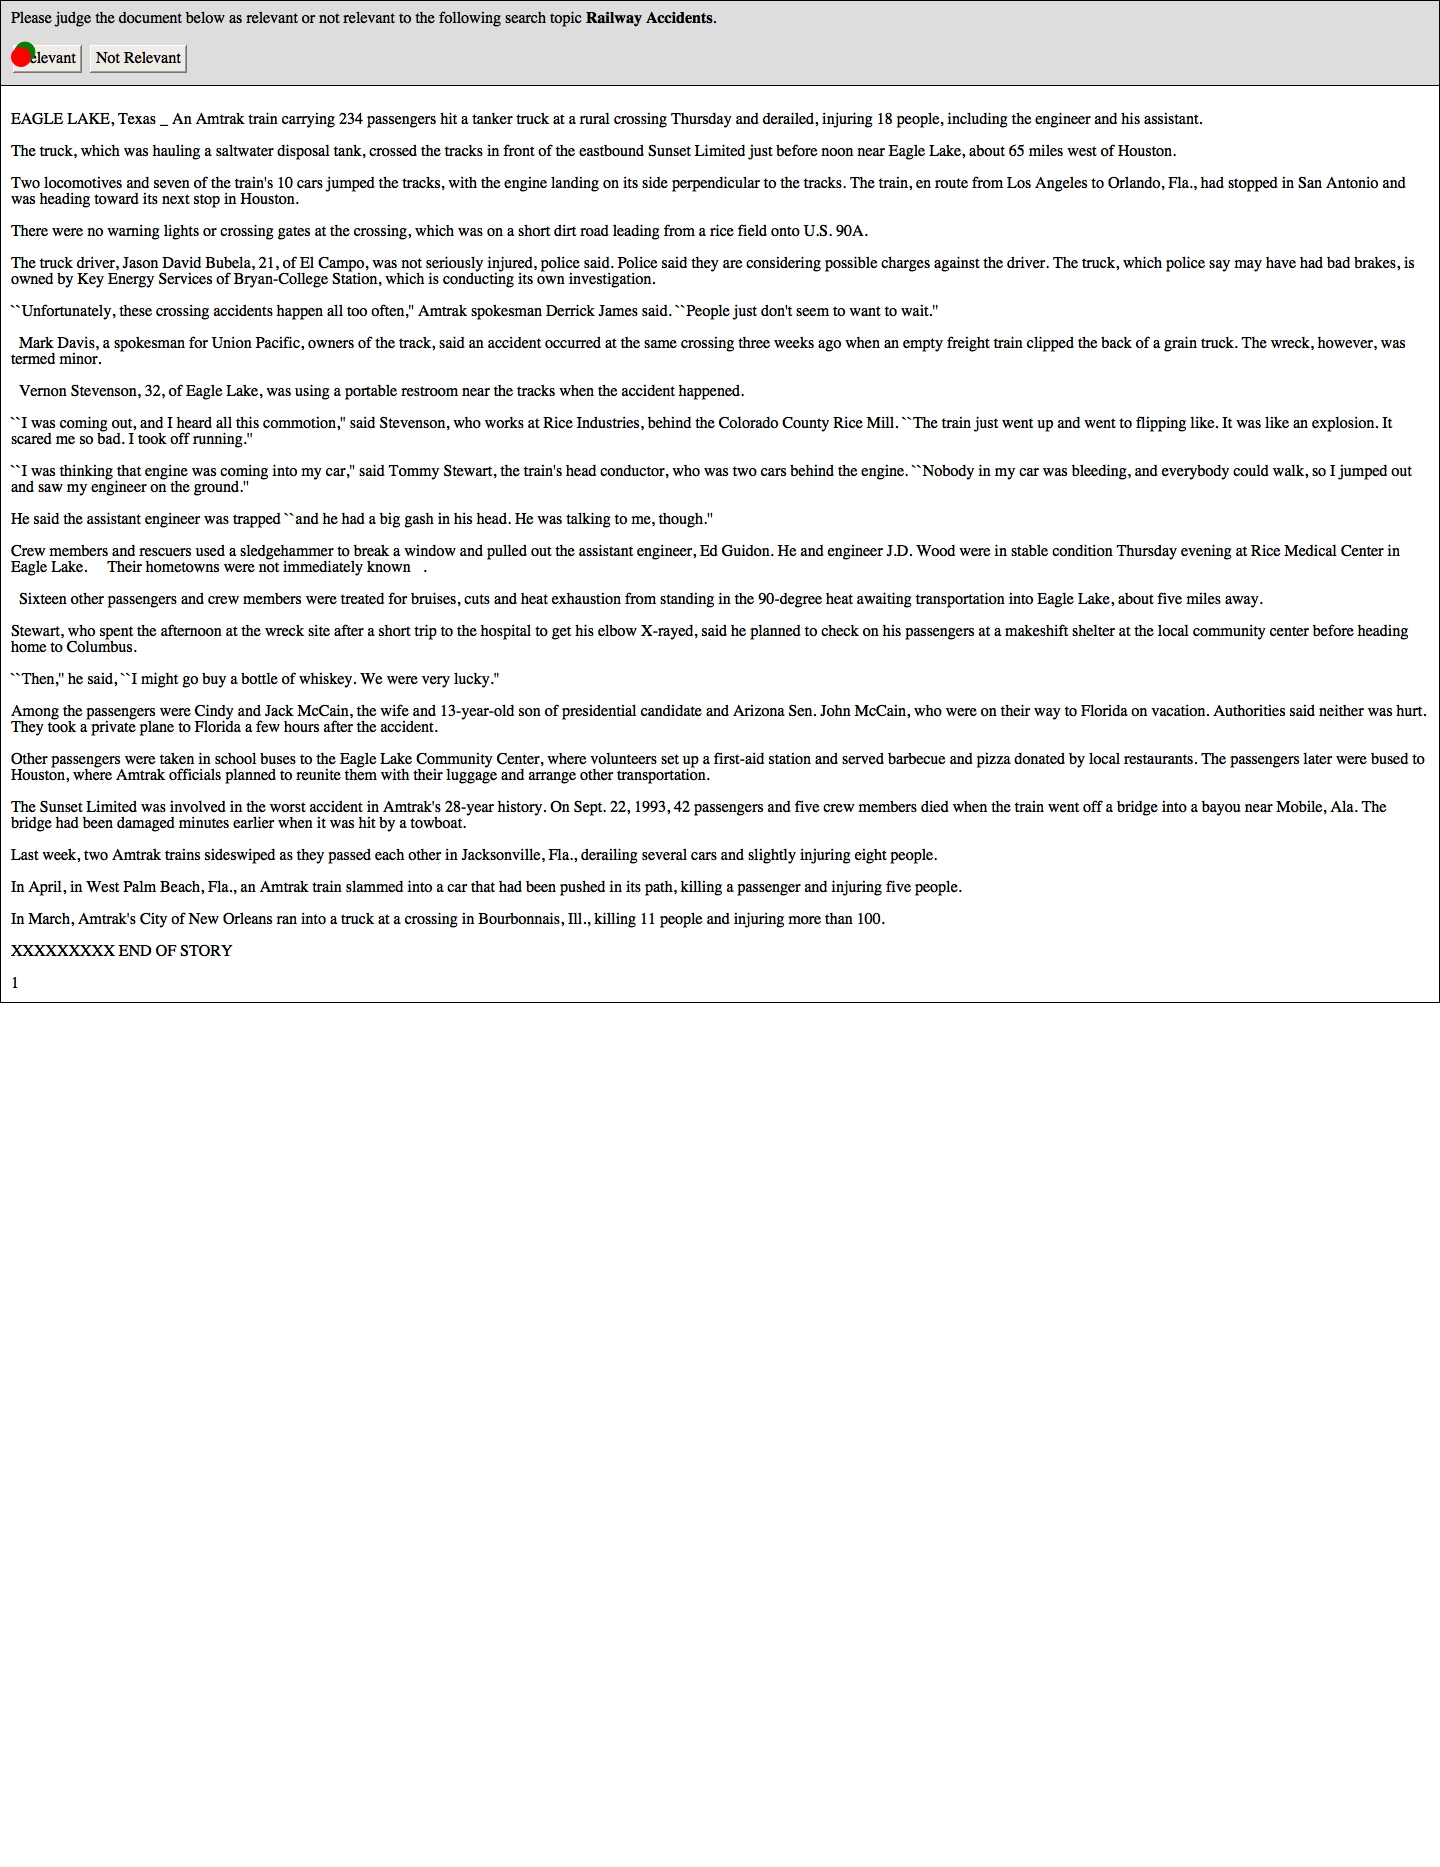 Please judge the document below as relevant or not relevant to the following search topic Railway Accidents.
elevant Not Relevant
EAGLE LAKE, Texas _ An Amtrak train carrying 234 passengers hit a tanker truck at a rural crossing Thursday and derailed, injuring 18 people, including the engineer and his assistant.
The truck, which was hauling a saltwater disposal tank, crossed the tracks in front of the eastbound Sunset Limited just before noon near Eagle Lake, about 65 miles west of Houston.
Two locomotives and seven of the train's 10 cars jumped the tracks, with the engine landing on its side perpendicular to the tracks. The train, en route from Los Angeles to Orlando, Fla., had stopped in San Antonio and
was heading toward its next stop in Houston.
There were no warning lights or crossing gates at the crossing, which was on a short dirt road leading from a rice field onto U.S. 90A.
The truck driver, Jason David Bubela, 21, of El Campo, was not seriously injured, police said. Police said they are considering possible charges against the driver. The truck, which police say may have had bad brakes, is
owned by Key Energy Services of Bryan-College Station, which is conducting its own investigation.
``Unfortunately, these crossing accidents happen all too often,'' Amtrak spokesman Derrick James said. ``People just don't seem to want to wait.''
Mark Davis, a spokesman for Union Pacific, owners of the track, said an accident occurred at the same crossing three weeks ago when an empty freight train clipped the back of a grain truck. The wreck, however, was
termed minor.
Vernon Stevenson, 32, of Eagle Lake, was using a portable restroom near the tracks when the accident happened.
``I was coming out, and I heard all this commotion,'' said Stevenson, who works at Rice Industries, behind the Colorado County Rice Mill. ``The train just went up and went to flipping like. It was like an explosion. It
scared me so bad. I took off running.''
``I was thinking that engine was coming into my car,'' said Tommy Stewart, the train's head conductor, who was two cars behind the engine. ``Nobody in my car was bleeding, and everybody could walk, so I jumped out
and saw my engineer on the ground.''
He said the assistant engineer was trapped ``and he had a big gash in his head. He was talking to me, though.''
Crew members and rescuers used a sledgehammer to break a window and pulled out the assistant engineer, Ed Guidon. He and engineer J.D. Wood were in stable condition Thursday evening at Rice Medical Center in
Eagle Lake. Their hometowns were not immediately known .
Sixteen other passengers and crew members were treated for bruises, cuts and heat exhaustion from standing in the 90-degree heat awaiting transportation into Eagle Lake, about five miles away.
Stewart, who spent the afternoon at the wreck site after a short trip to the hospital to get his elbow X-rayed, said he planned to check on his passengers at a makeshift shelter at the local community center before heading
home to Columbus.
``Then,'' he said, ``I might go buy a bottle of whiskey. We were very lucky.''
Among the passengers were Cindy and Jack McCain, the wife and 13-year-old son of presidential candidate and Arizona Sen. John McCain, who were on their way to Florida on vacation. Authorities said neither was hurt.
They took a private plane to Florida a few hours after the accident.
Other passengers were taken in school buses to the Eagle Lake Community Center, where volunteers set up a first-aid station and served barbecue and pizza donated by local restaurants. The passengers later were bused to
Houston, where Amtrak officials planned to reunite them with their luggage and arrange other transportation.
The Sunset Limited was involved in the worst accident in Amtrak's 28-year history. On Sept. 22, 1993, 42 passengers and five crew members died when the train went off a bridge into a bayou near Mobile, Ala. The
bridge had been damaged minutes earlier when it was hit by a towboat.
Last week, two Amtrak trains sideswiped as they passed each other in Jacksonville, Fla., derailing several cars and slightly injuring eight people.
In April, in West Palm Beach, Fla., an Amtrak train slammed into a car that had been pushed in its path, killing a passenger and injuring five people.
In March, Amtrak's City of New Orleans ran into a truck at a crossing in Bourbonnais, Ill., killing 11 people and injuring more than 100.
XXXXXXXXX END OF STORY
1